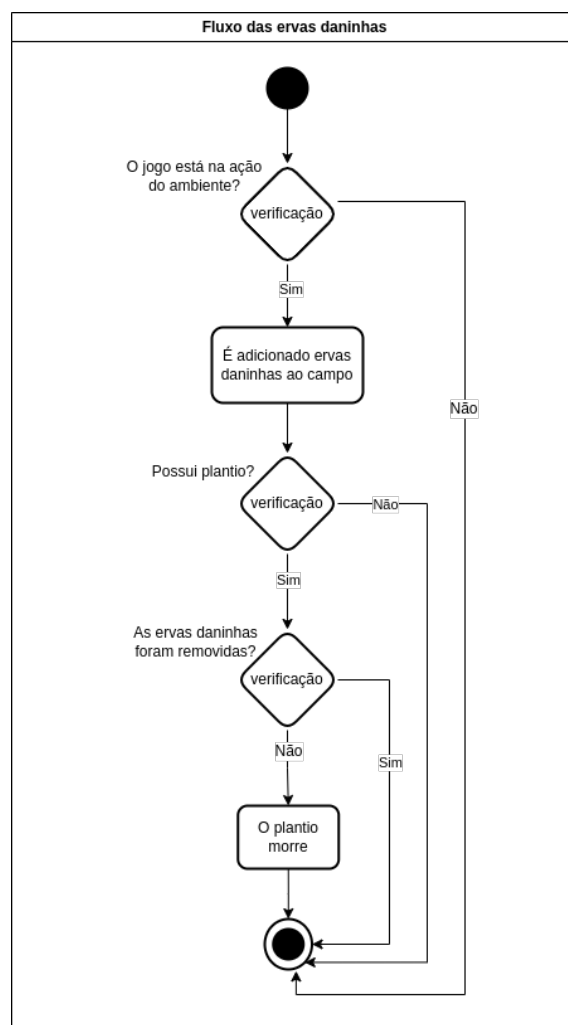 Fluxo das ervas daninhas
O jogo está na ação
do ambiente?
verificação
Sim
É adicionado ervas
daninhas ao campo
Não
Possui plantio?
verificação
Não
Sim
As ervas daninhas
foram removidas?
verificação
Não
Sim
O plantio
morre